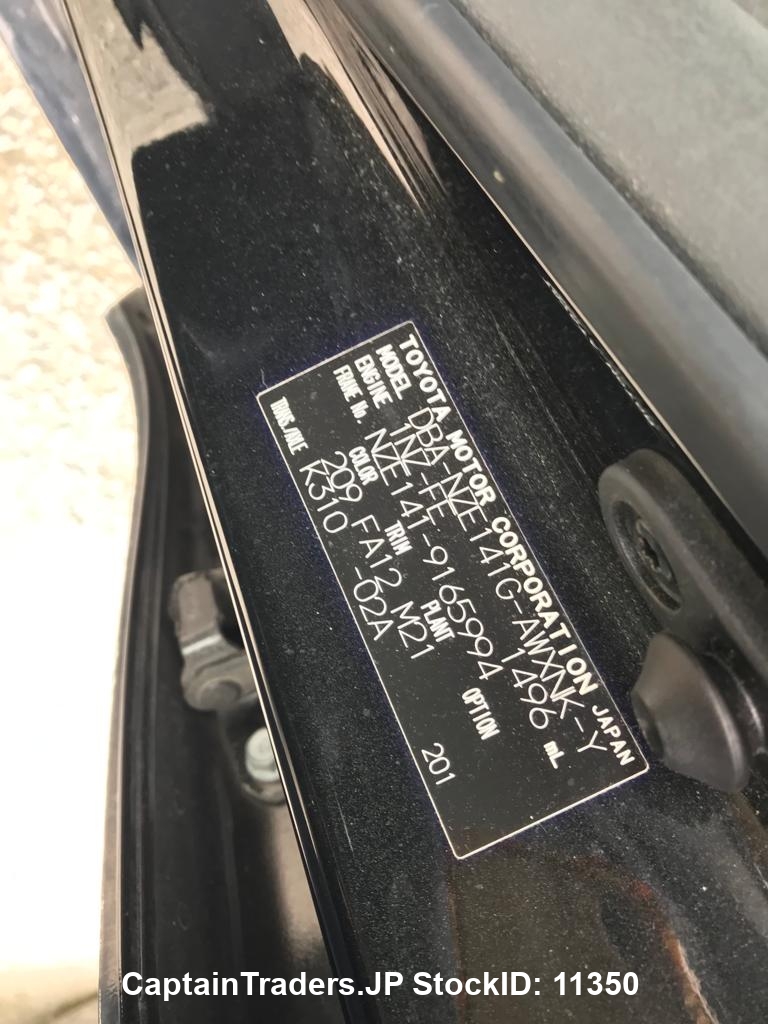 TOYOTA MOTOR CORPORATION JAPAN
MODEL DBA-NZE141G-AWXNK-Y
ENGINE 1NZ-FE 1496 mL
FRAME No. NZE141-9165994
COLOR TRIM PLANT OPTION
209 FA12 M21
TRANS./AXLE K310 -02A 201
CaptainTraders.JP StockID: 11350